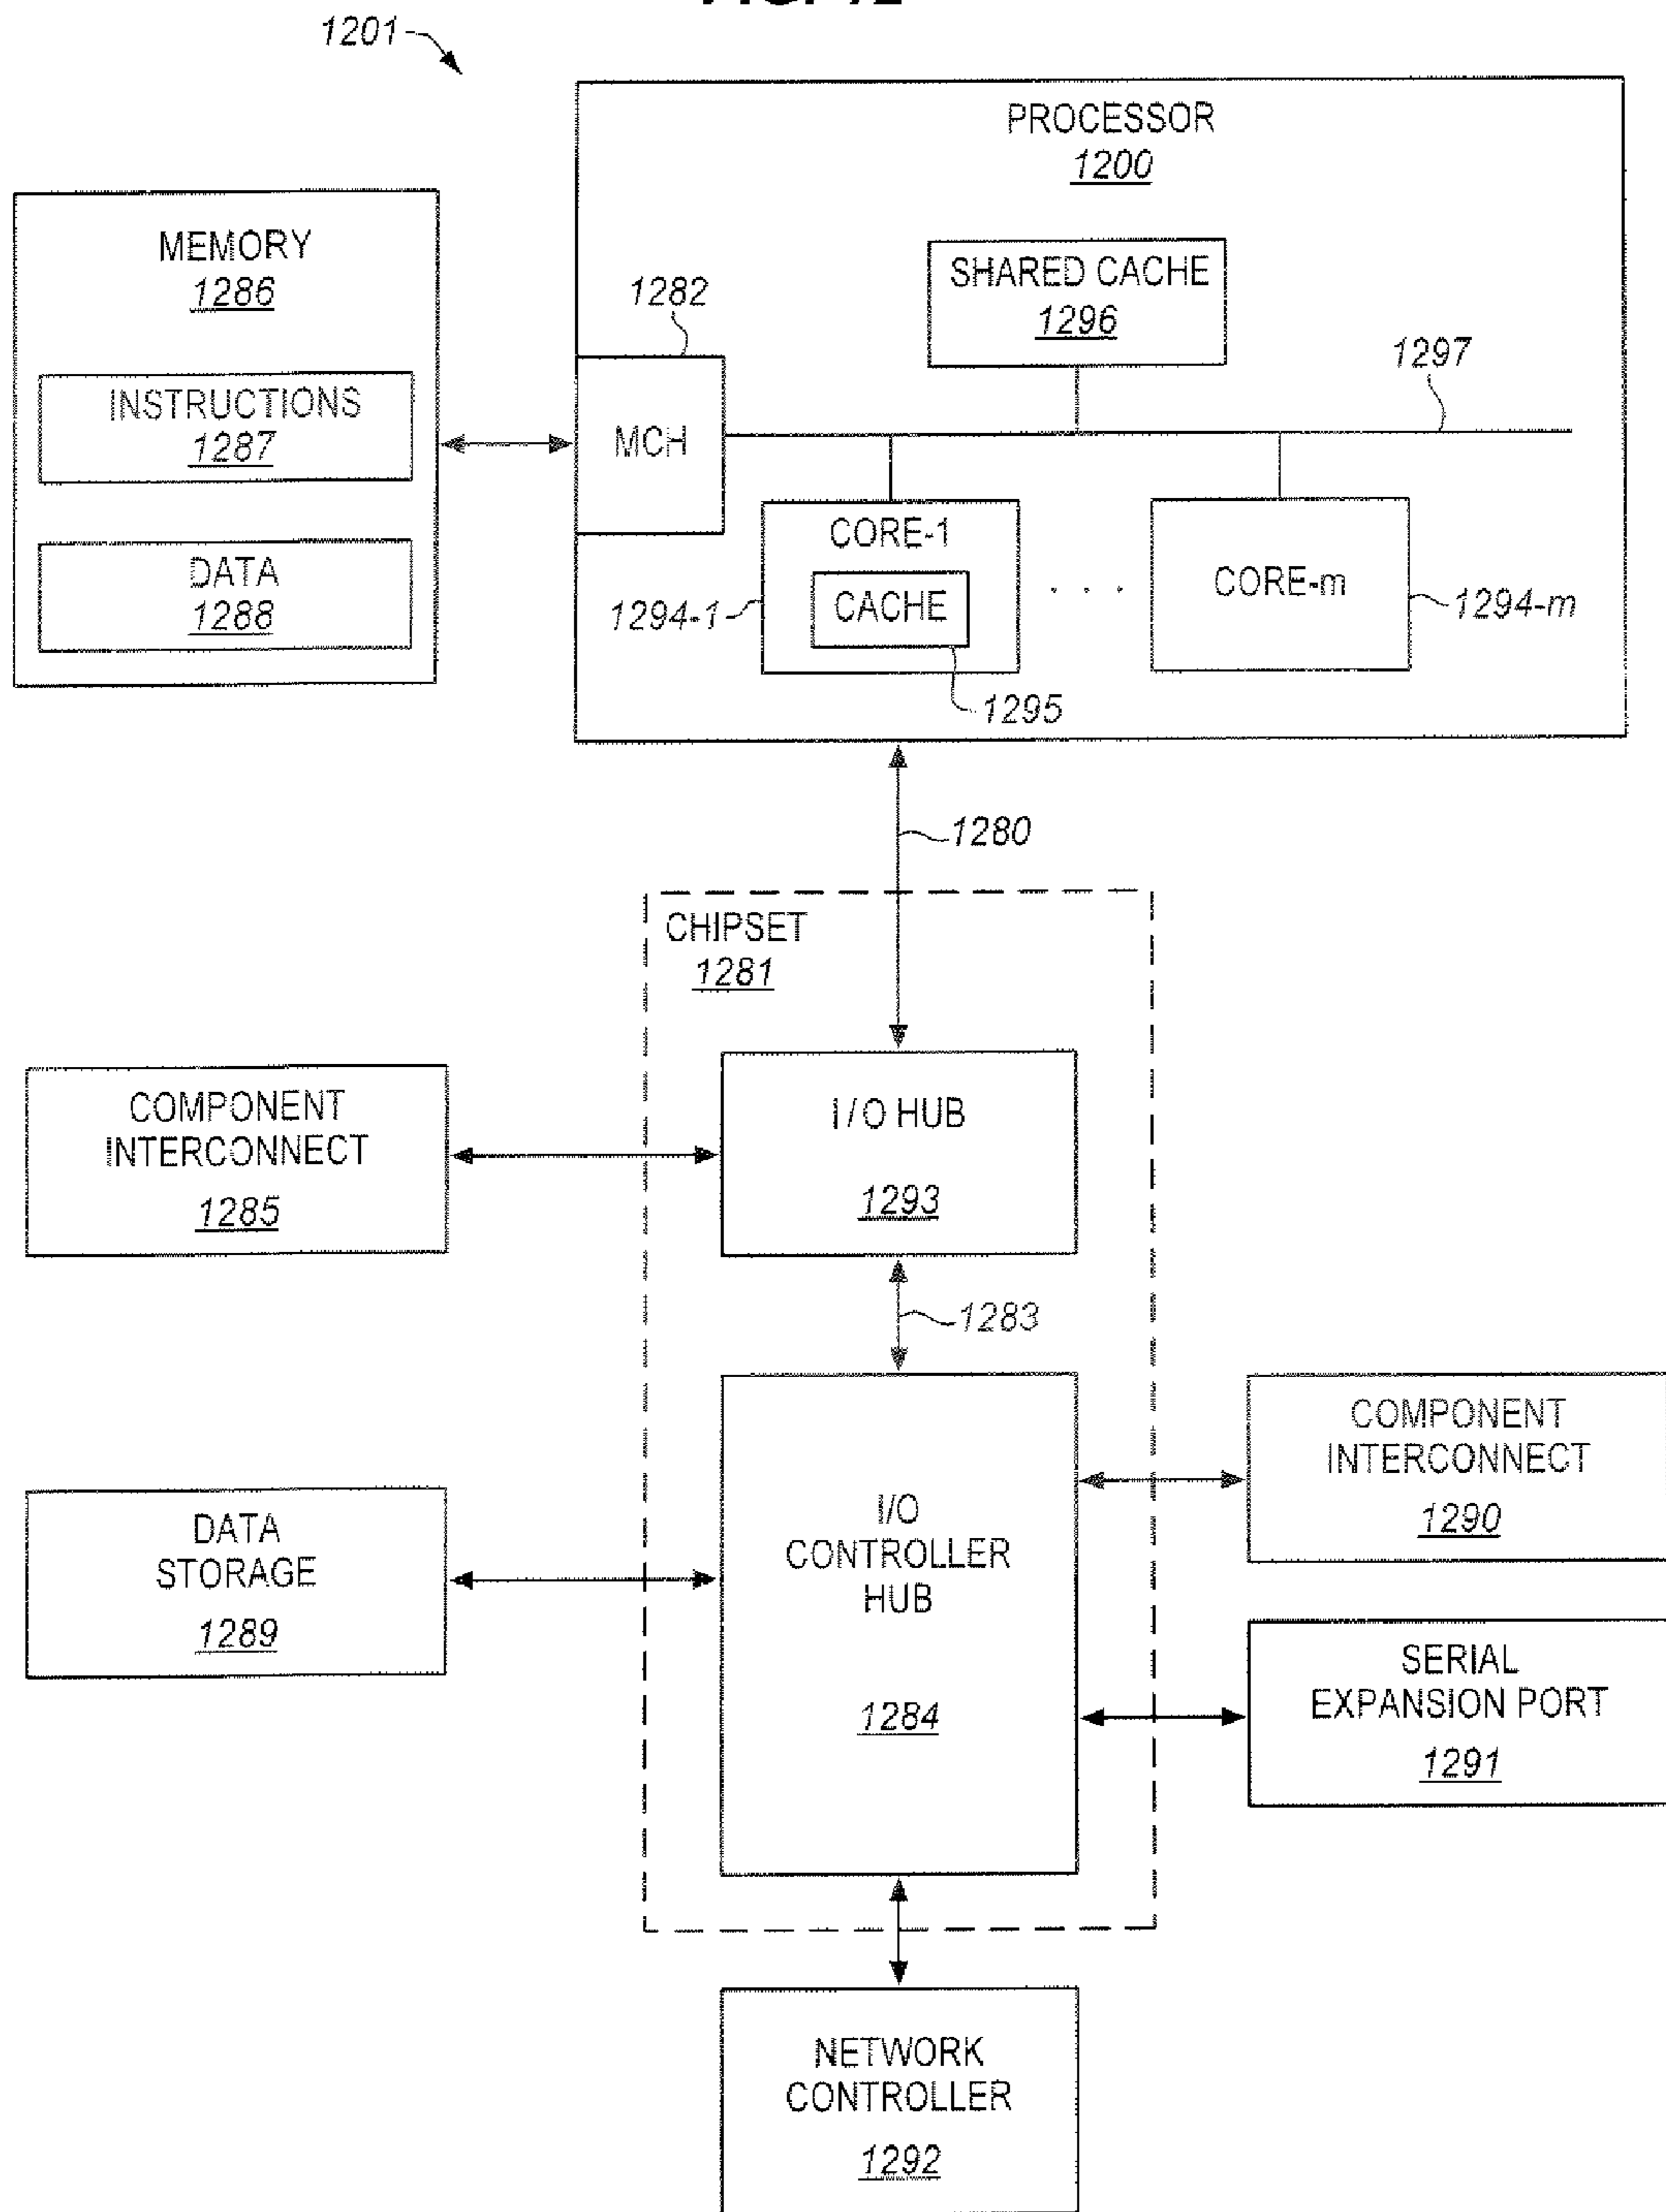 1201
PROCESSOR
1200
MEMORY
1286
INSTRUCTIONS
1287
DATA
1288
1282
MCH
SHARED CACHE
1296
1297
CORE-1
CACHE
1294-1
1295
. . .
CORE-m
1294-m
1280
CHIPSET
1281
COMPONENT
INTERCONNECT
1285
I/O HUB
1293
1283
DATA
STORAGE
1289
I/O
CONTROLLER
HUB
1284
COMPONENT
INTERCONNECT
1290
SERIAL
EXPANSION PORT
1291
NETWORK
CONTROLLER
1292